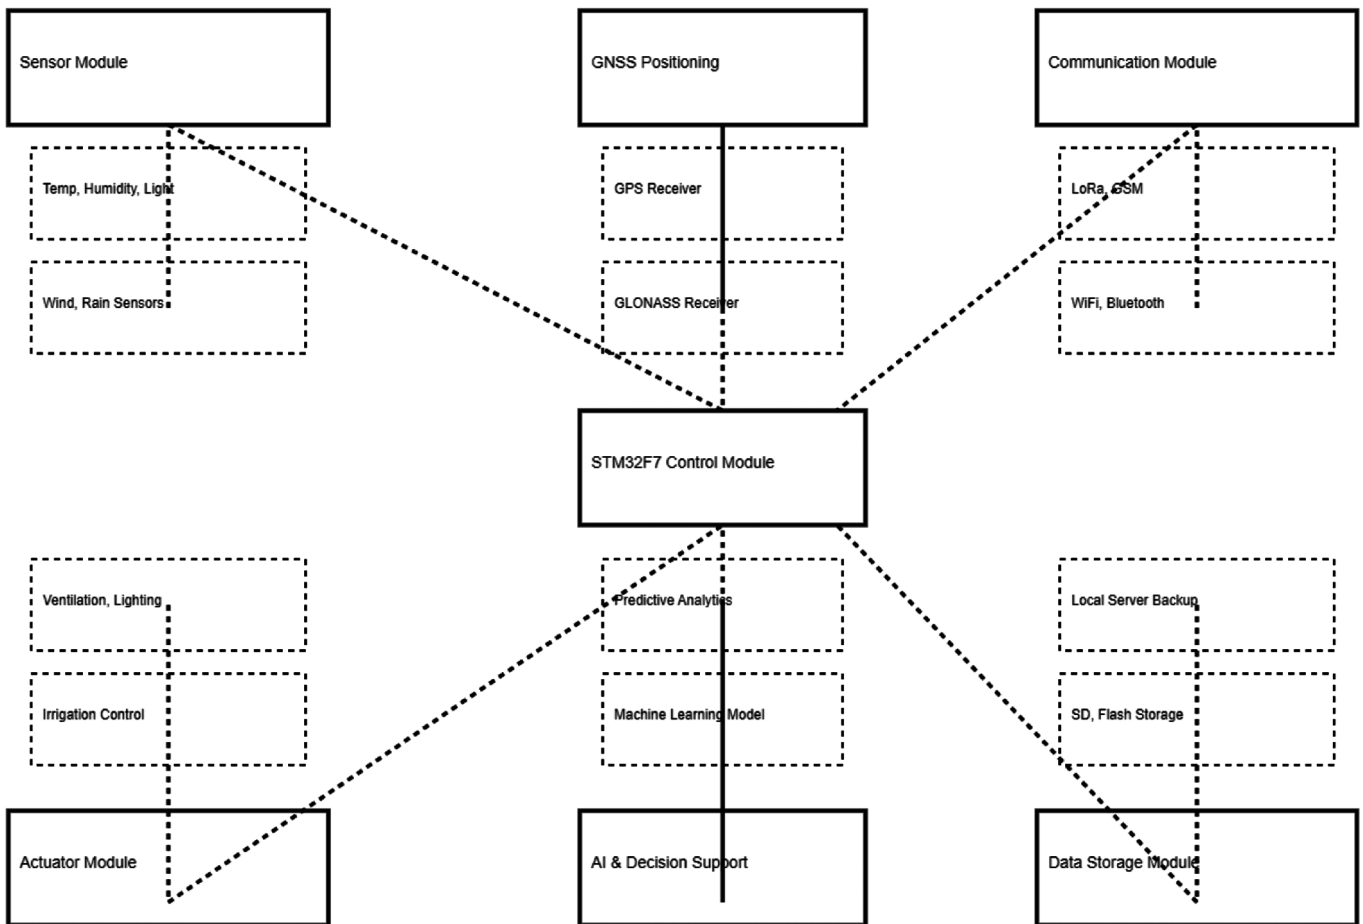 Sensor Module
GNSS Positioning
Communication Module
Temp, Humidity, Light
GPS Receiver
LoRa, GSM
Wind, Rain Sensors
GLONASS Receiver
WiFi, Bluetooth
STM32F7 Control Module
Ventilation, Lighting
Predictive Analytics
Local Server Backup
Irrigation Control
Machine Learning Model
SD, Flash Storage
Actuator Module
AI & Decision Support
Data Storage Module